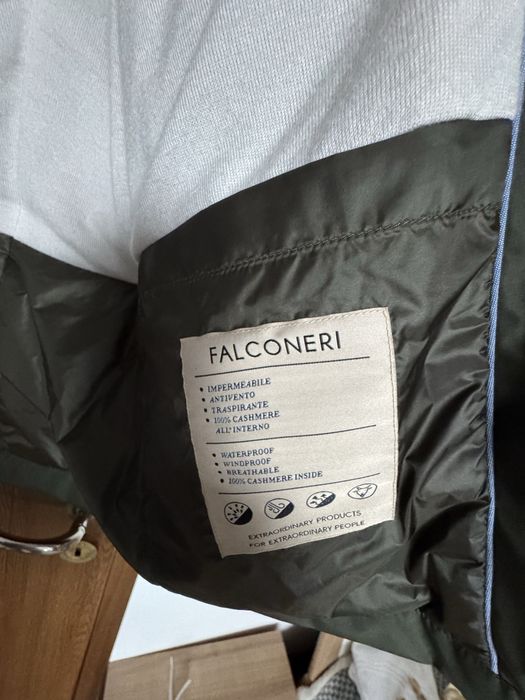 FALCONERI
• IMPERMEABILE
• ANTIVENTO
• TRASPIRANTE
• 100% CASHMERE
ALL'INTERNO
• WATERPROOF
• WINDPROOF
• BREATHABLE
• 100% CASHMERE INSIDE
EXTRAORDINARY PRODUCTS
FOR EXTRAORDINARY PEOPLE